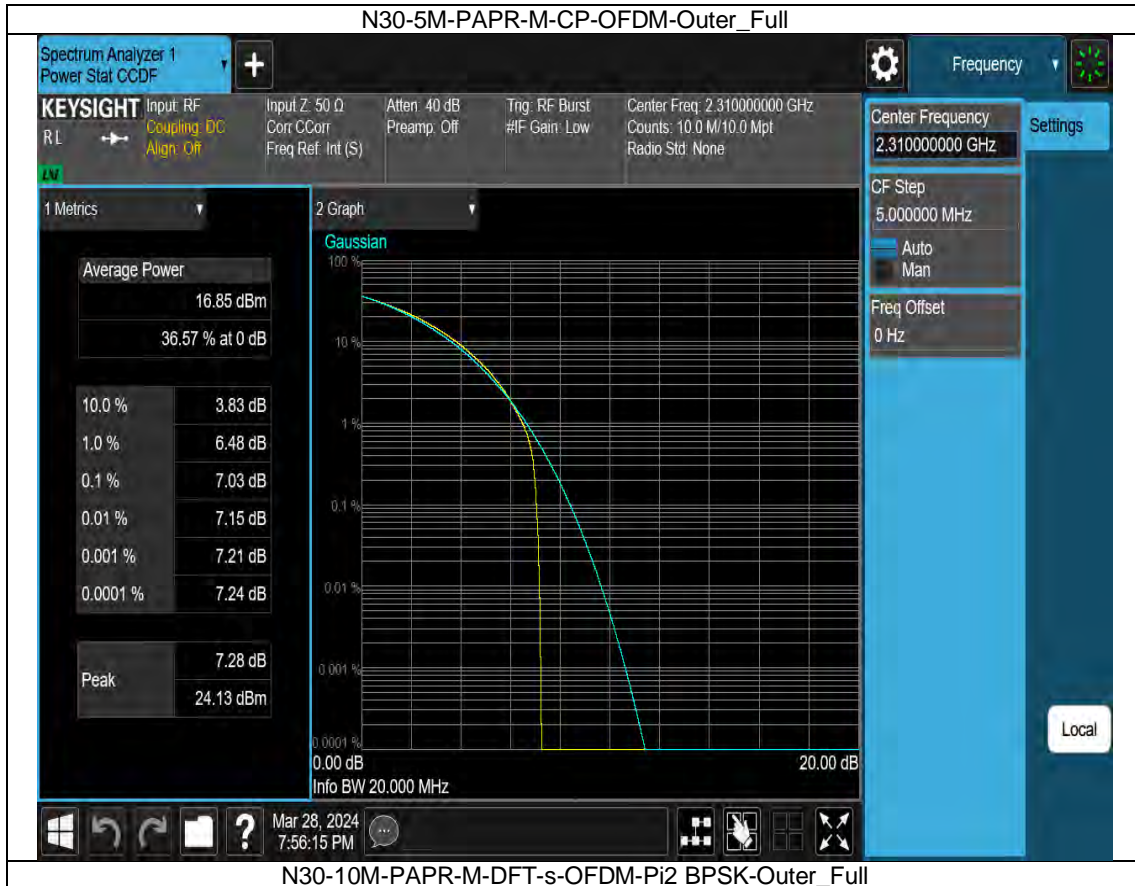 N30-5M-PAPR-M-CP-OFDM-Outer_Full
Spectrum Analyzer 1
Power Stat CCDF
+
Frequency
KEYSIGHT
RL
LNI
Input: RF
Coupling: DC
Align: Off
Input Z: 50 Ω
Corr CCorr
Freq Ref: Int (S)
Atten: 40 dB
Preamp: Off
Trig: RF Burst
#IF Gain: Low
Center Freq: 2.310000000 GHz
Counts: 10.0 M/10.0 Mpt
Radio Std: None
Center Frequency
2.310000000 GHz
Settings
CF Step
5.000000 MHz
Auto
Man
Freq Offset
0 Hz
1 Metrics
Average Power
16.85 dBm
36.57 % at 0 dB
10.0 % 3.83 dB
1.0 % 6.48 dB
0.1 % 7.03 dB
0.01 % 7.15 dB
0.001 % 7.21 dB
0.0001 % 7.24 dB
Peak
7.28 dB
24.13 dBm
2 Graph
Gaussian
100 %
10 %
1 %
0.1 %
0.01 %
0.001 %
0.0001 %
0.00 dB 20.00 dB
Info BW 20.000 MHz
Local
?
Mar 28, 2024
7:56:15 PM
N30-10M-PAPR-M-DFT-s-OFDM-Pi2 BPSK-Outer_Full